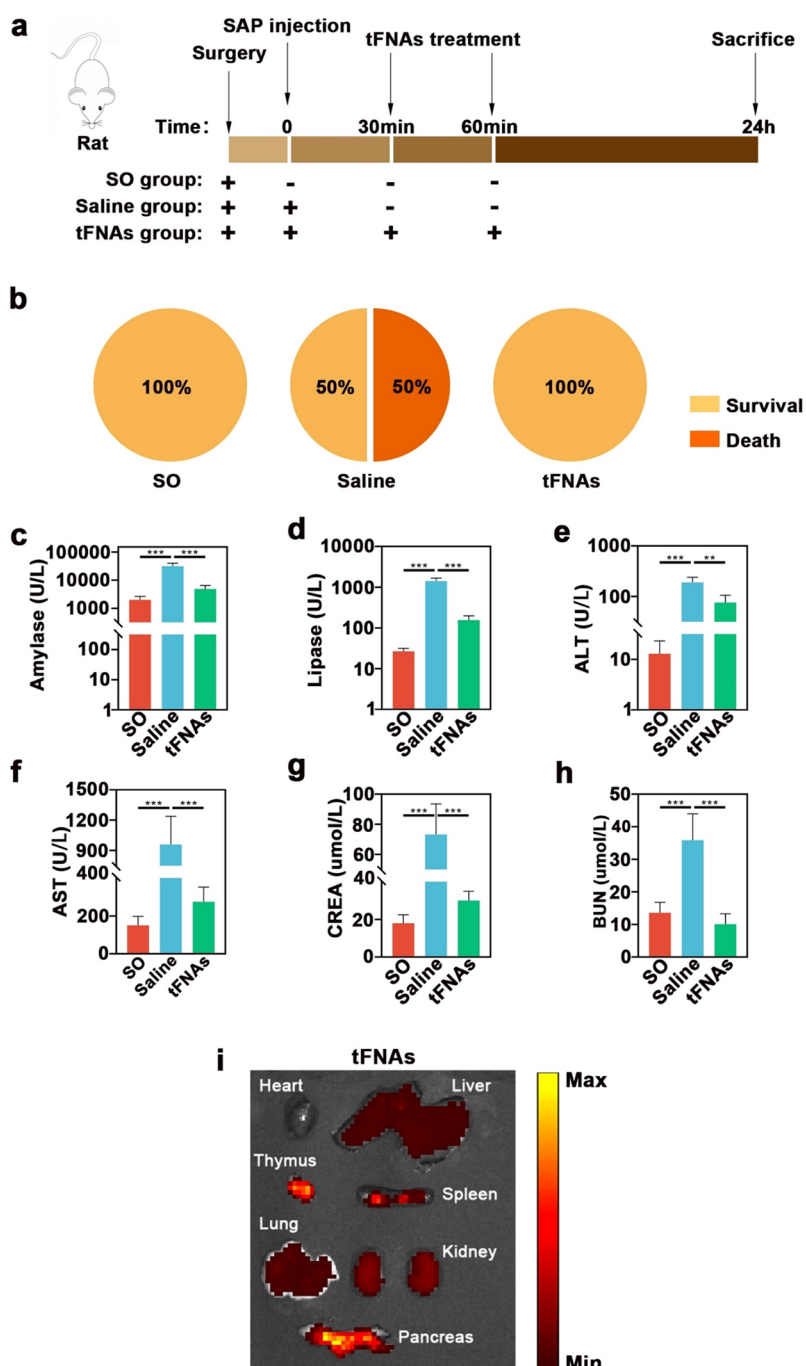 a
SAP injection
Surgery
tFNAs treatment
Sacrifice
Rat
Time: 0 30min 60min 24h
SO group: + - - -
Saline group: + + - -
tFNAs group: + + + +
b
100%
50% 50%
100%
Survival
Death
SO
Saline
tFNAs
c
Amylase (U/L)
100000
10000
1000
100
10
1
*** ***
SO
Saline
tFNAs
d
Lipase (U/L)
10000
1000
100
10
1
*** ***
SO
Saline
tFNAs
e
ALT (U/L)
1000
100
10
1
*** **
SO
Saline
tFNAs
f
AST (U/L)
1500
1200
900
400
200
0
*** ***
SO
Saline
tFNAs
g
CREA (umol/L)
100
80
60
40
20
0
*** ***
SO
Saline
tFNAs
h
BUN (umol/L)
50
40
30
20
10
0
*** ***
SO
Saline
tFNAs
i
tFNAs
Heart
Liver
Thymus
Spleen
Lung
Kidney
Pancreas
Max
Min